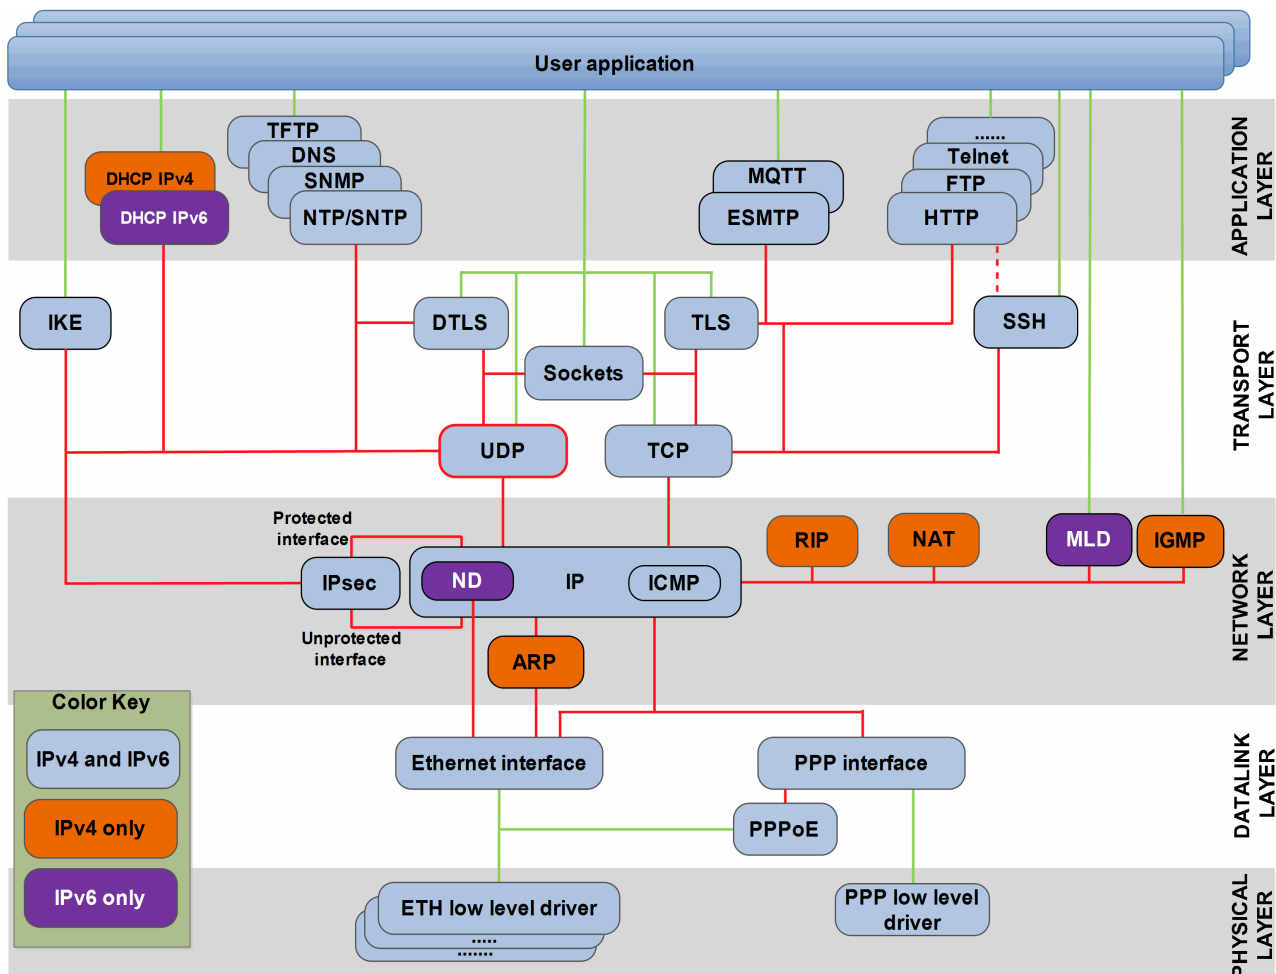 User application
TFTP
DNS
SNMP
NTP/SNTP
DHCP IPv4
DHCP IPv6
MQTT
ESMTP
......
Telnet
FTP
HTTP
APPLICATION
LAYER
IKE
DTLS
TLS
SSH
Sockets
UDP
TCP
TRANSPORT
LAYER
Protected
interface
IPsec
Unprotected
interface
ND
IP
ICMP
RIP
NAT
MLD
IGMP
ARP
NETWORK
LAYER
Color Key
IPv4 and IPv6
IPv4 only
IPv6 only
Ethernet interface
PPP interface
PPPoE
DATALINK
LAYER
ETH low level driver
.....
.......
PPP low level
driver
PHYSICAL
LAYER